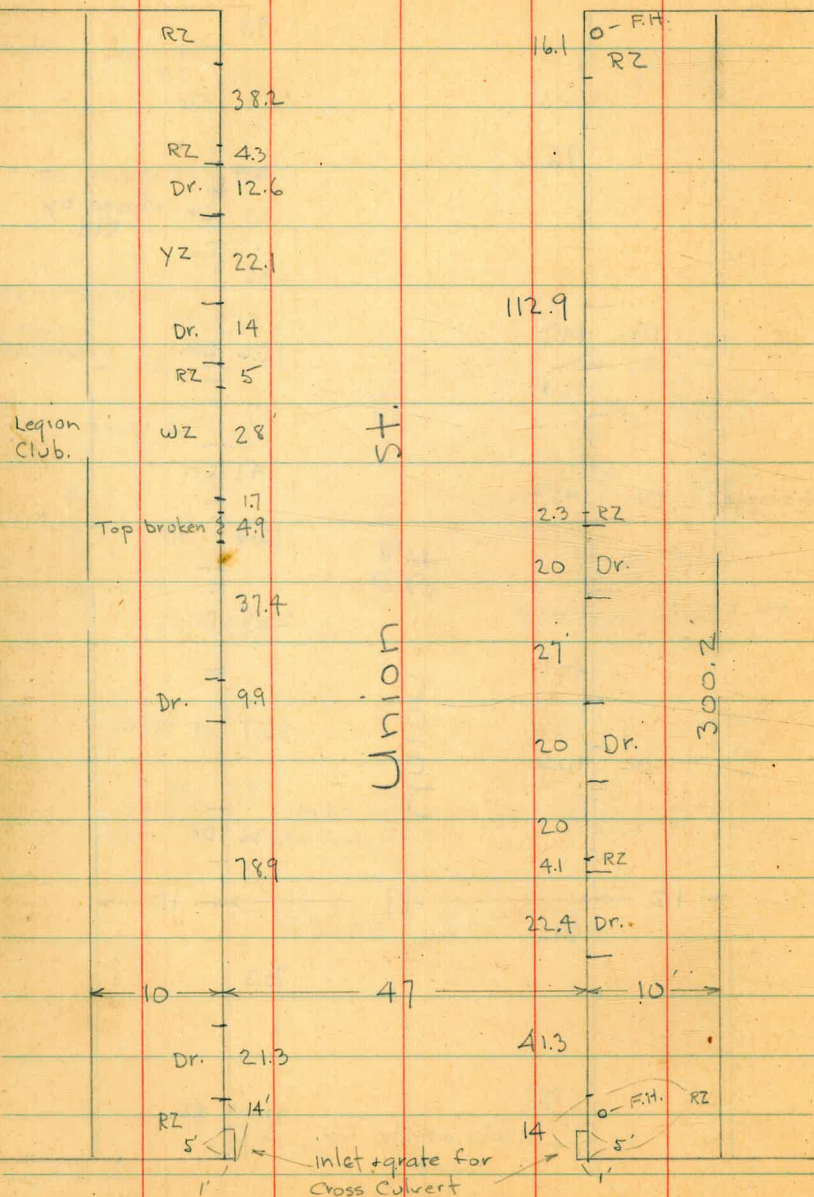 RZ
38.2
RZ 4.3
Dr. 12.6
YZ 22.1
Dr. 14
RZ 5
Legion
Club.
WZ 28'
1.7
Top broken 4.9
37.4
Dr. 9.9
78.9
10
Dr. 21.3
14'
RZ
5'
1'
Union St.
47
inlet & grate for
Cross Culvert
F.H.
16.1 RZ
112.9
2.3 RZ
20 Dr.
27'
20 Dr.
20
4.1 RZ
22.4 Dr.
300.2'
10'
41.3
F.H. RZ
14
5'
1'